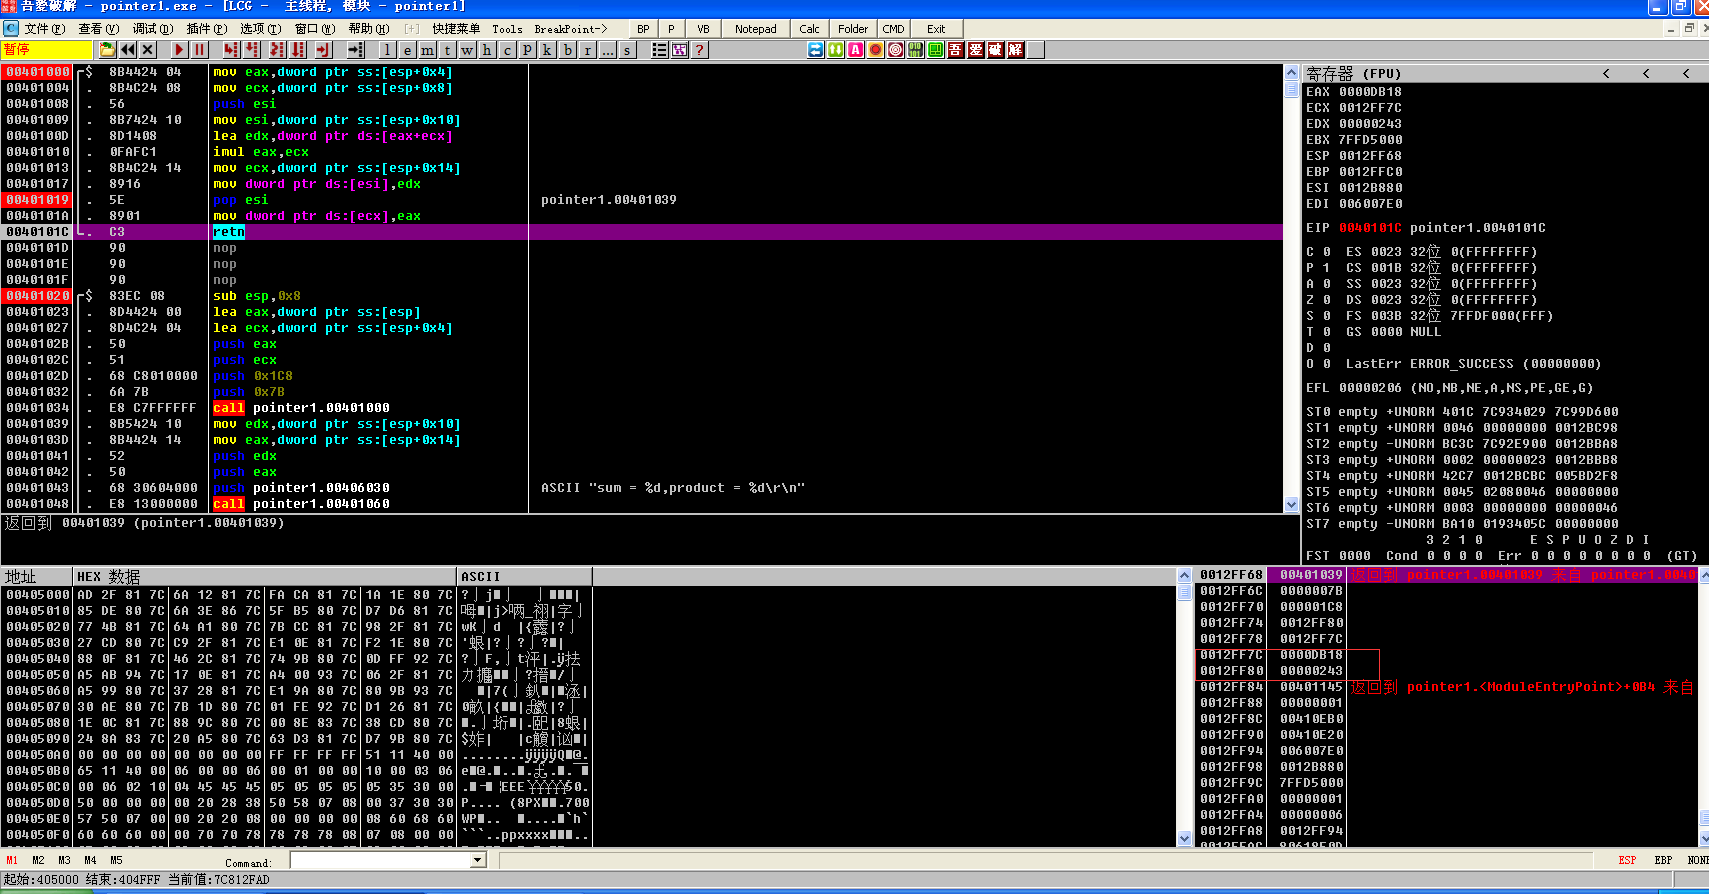 吾爱破解 - pointer1.exe - [LCG -  主线程, 模块 - pointer1]
文件(F) 查看(V) 调试(D) 插件(P) 选项(T) 窗口(W) 帮助(H) [+] 快捷菜单 Tools BreakPoint-> BP P VB Notepad Calc Folder CMD Exit
暂停 l e m t w h c p k b r ... s ? 吾 爱 破 解
00401000 $ 8B4424 04 mov eax,dword ptr ss:[esp+0x4]
00401004 . 8B4C24 08 mov ecx,dword ptr ss:[esp+0x8]
00401008 . 56 push esi
00401009 . 8B7424 10 mov esi,dword ptr ss:[esp+0x10]
0040100D . 8D1408 lea edx,dword ptr ds:[eax+ecx]
00401010 . 0FAFC1 imul eax,ecx
00401013 . 8B4C24 14 mov ecx,dword ptr ss:[esp+0x14]
00401017 . 8916 mov dword ptr ds:[esi],edx
00401019 . 5E pop esi pointer1.00401039
0040101A . 8901 mov dword ptr ds:[ecx],eax
0040101C . C3 retn
0040101D 90 nop
0040101E 90 nop
0040101F 90 nop
00401020 $ 83EC 08 sub esp,0x8
00401023 . 8D4424 00 lea eax,dword ptr ss:[esp]
00401027 . 8D4C24 04 lea ecx,dword ptr ss:[esp+0x4]
0040102B . 50 push eax
0040102C . 51 push ecx
0040102D . 68 C8010000 push 0x1C8
00401032 . 6A 7B push 0x7B
00401034 . E8 C7FFFFFF call pointer1.00401000
00401039 . 8B5424 10 mov edx,dword ptr ss:[esp+0x10]
0040103D . 8B4424 14 mov eax,dword ptr ss:[esp+0x14]
00401041 . 52 push edx
00401042 . 50 push eax
00401043 . 68 30604000 push pointer1.00406030 ASCII "sum = %d,product = %d\r\n"
00401048 . E8 13000000 call pointer1.00401060
返回到 00401039 (pointer1.00401039)
寄存器 (FPU) < < <
EAX 0000DB18
ECX 0012FF7C
EDX 00000243
EBX 7FFD5000
ESP 0012FF68
EBP 0012FFC0
ESI 0012B880
EDI 006007E0
EIP 0040101C pointer1.0040101C
C 0 ES 0023 32位 0(FFFFFFFF)
P 1 CS 001B 32位 0(FFFFFFFF)
A 0 SS 0023 32位 0(FFFFFFFF)
Z 0 DS 0023 32位 0(FFFFFFFF)
S 0 FS 003B 32位 7FFDF000(FFF)
T 0 GS 0000 NULL
D 0
O 0 LastErr ERROR_SUCCESS (00000000)
EFL 00000206 (NO,NB,NE,A,NS,PE,GE,G)
ST0 empty +UNORM 401C 7C934029 7C99D600
ST1 empty +UNORM 0046 00000000 0012BC98
ST2 empty -UNORM BC3C 7C92E900 0012BBA8
ST3 empty +UNORM 0002 00000023 0012BBB8
ST4 empty +UNORM 42C7 0012BCBC 005BD2F8
ST5 empty +UNORM 0045 02080046 00000000
ST6 empty +UNORM 0003 00000000 00000046
ST7 empty -UNORM BA10 0193405C 00000000
3 2 1 0 E S P U O Z D I
FST 0000 Cond 0 0 0 0 Err 0 0 0 0 0 0 0 0 (GT)
地址 HEX 数据 ASCII
00405000 AD 2F 81 7C 6A 12 81 7C FA CA 81 7C 1A 1E 80 7C
00405010 85 DE 80 7C 6A 3E 86 7C 5F B5 80 7C D7 D6 81 7C
00405020 77 4B 81 7C 64 A1 80 7C 7B CC 81 7C 98 2F 81 7C
00405030 27 CD 80 7C C9 2F 81 7C E1 0E 81 7C F2 1E 80 7C
00405040 88 0F 81 7C 46 2C 81 7C 74 9B 80 7C 0D FF 92 7C
00405050 A5 AB 94 7C 17 0E 81 7C A4 00 93 7C 06 2F 81 7C
00405060 A5 99 80 7C 37 28 81 7C E1 9A 80 7C 80 9B 93 7C
00405070 30 AE 80 7C 7B 1D 80 7C 01 FE 92 7C D1 26 81 7C
00405080 1E 0C 81 7C 88 9C 80 7C 00 8E 83 7C 38 CD 80 7C
00405090 24 8A 83 7C 20 A5 80 7C 63 D3 81 7C D7 9B 80 7C
004050A0 00 00 00 00 00 00 00 00 FF FF FF FF 51 11 40 00
004050B0 65 11 40 00 06 00 00 06 00 01 00 00 10 00 03 06
004050C0 00 06 02 10 04 45 45 45 05 05 05 05 05 35 30 00
004050D0 50 00 00 00 00 20 28 38 50 58 07 08 00 37 30 30
004050E0 57 50 07 00 00 20 20 08 00 00 00 00 08 60 68 60
004050F0 60 60 60 00 00 70 70 78 78 78 78 08 07 08 00 00
0012FF68 00401039 返回到 pointer1.00401039 来自 pointer1.0040
0012FF6C 0000007B
0012FF70 000001C8
0012FF74 0012FF80
0012FF78 0012FF7C
0012FF7C 0000DB18
0012FF80 00000243
0012FF84 00401145 返回到 pointer1.<ModuleEntryPoint>+0B4 来自
0012FF88 00000001
0012FF8C 00410EB0
0012FF90 00410E20
0012FF94 006007E0
0012FF98 0012B880
0012FF9C 7FFD5000
0012FFA0 00000001
0012FFA4 00000006
0012FFA8 0012FF94
M1 M2 M3 M4 M5 Command: ESP EBP NONE
起始:405000 结束:404FFF 当前值:7C812FAD